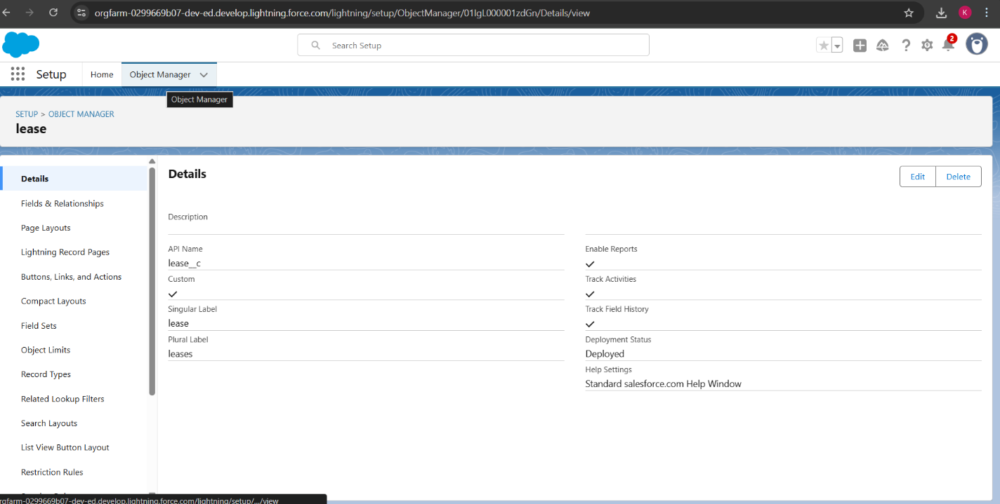 orgfarm-0299669b07-dev-ed.develop.lightning.force.com/lightning/setup/ObjectManager/01IgL000001zdGn/Details/view
K
Search Setup
2
Setup
Home
Object Manager
Object Manager
SETUP > OBJECT MANAGER
lease
Details
Fields & Relationships
Page Layouts
Lightning Record Pages
Buttons, Links, and Actions
Compact Layouts
Field Sets
Object Limits
Record Types
Related Lookup Filters
Search Layouts
List View Button Layout
Restriction Rules
Details
Edit
Delete
Description
API Name
lease__c
Custom
Singular Label
lease
Plural Label
leases
Enable Reports
Track Activities
Track Field History
Deployment Status
Deployed
Help Settings
Standard salesforce.com Help Window
rgfarm-0299669b07-dev-ed.develop.lightning.force.com/lightning/setup/.../view